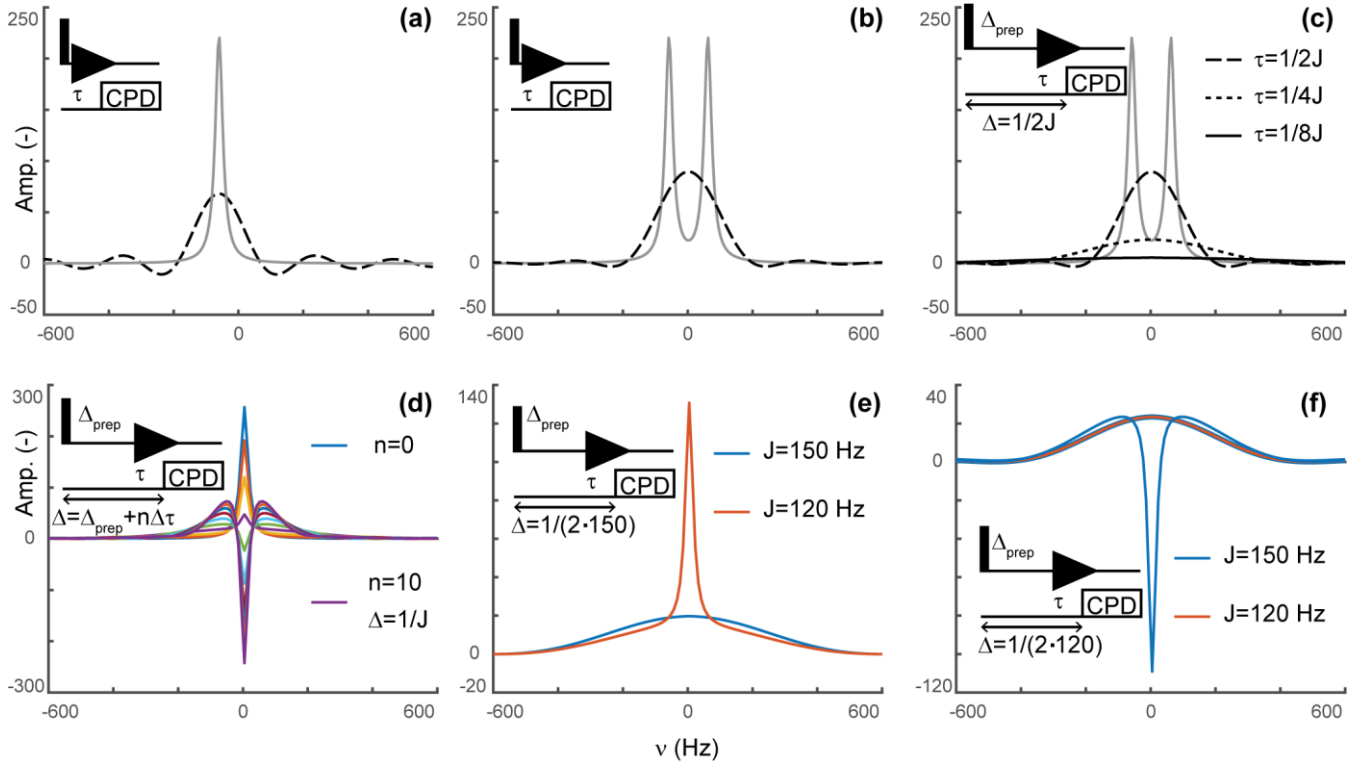 (a)
250
0
-50
Amp. (-)
τ
CPD
-600
0
600
(b)
250
0
-50
τ
CPD
-600
0
600
(c)
250
0
-50
Δprep
τ
CPD
Δ=1/2J
τ=1/2J
τ=1/4J
τ=1/8J
-600
0
600
(d)
300
0
-300
Amp. (-)
Δprep
τ
CPD
Δ=Δprep+nΔτ
n=0
n=10
Δ=1/J
-600
0
600
(e)
140
0
-20
Δprep
τ
CPD
Δ=1/(2·150)
J=150 Hz
J=120 Hz
-600
0
600
ν (Hz)
(f)
40
0
-120
Δprep
τ
CPD
Δ=1/(2·120)
J=150 Hz
J=120 Hz
-600
0
600